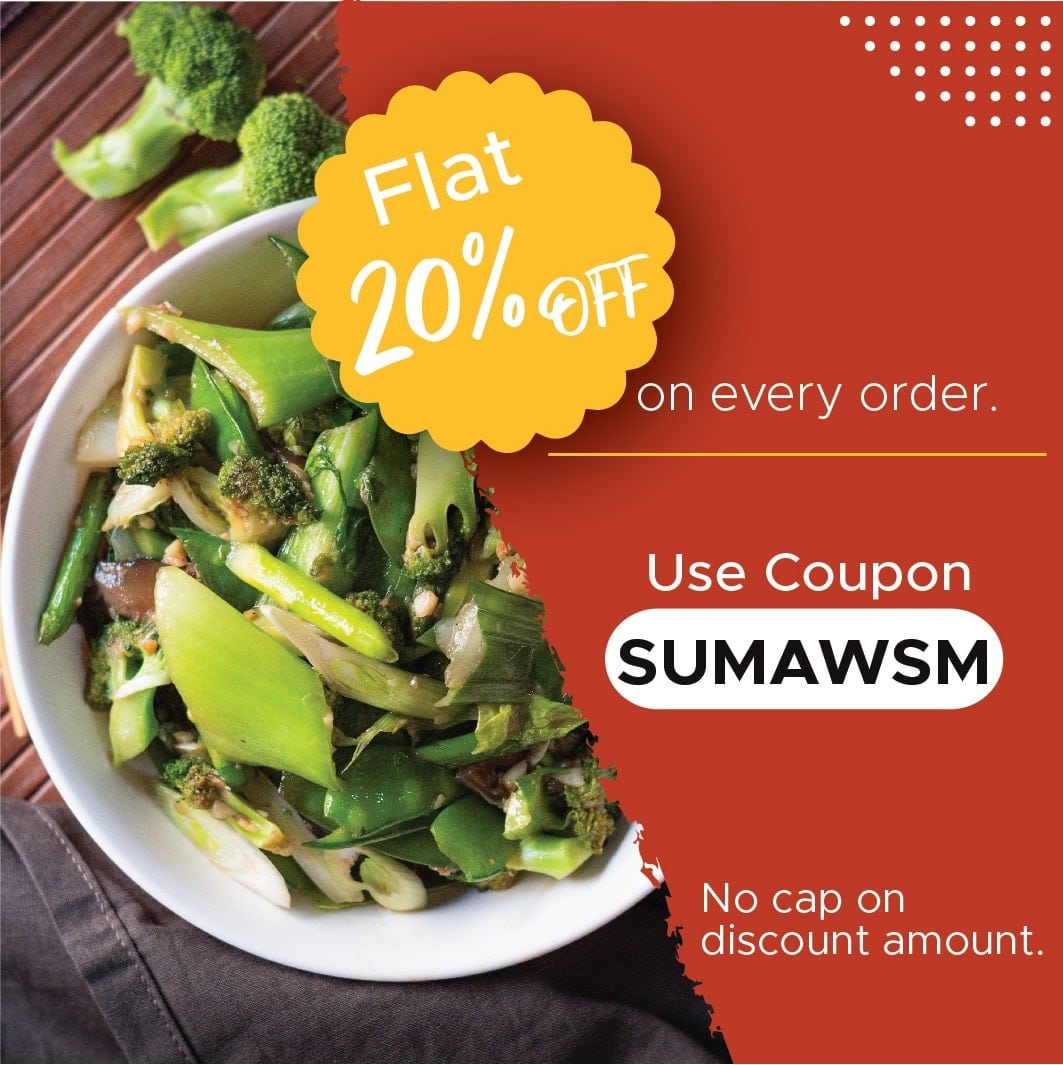 Flat
20% OFF
on every order.
Use Coupon
SUMAWSM
No cap on
discount amount.